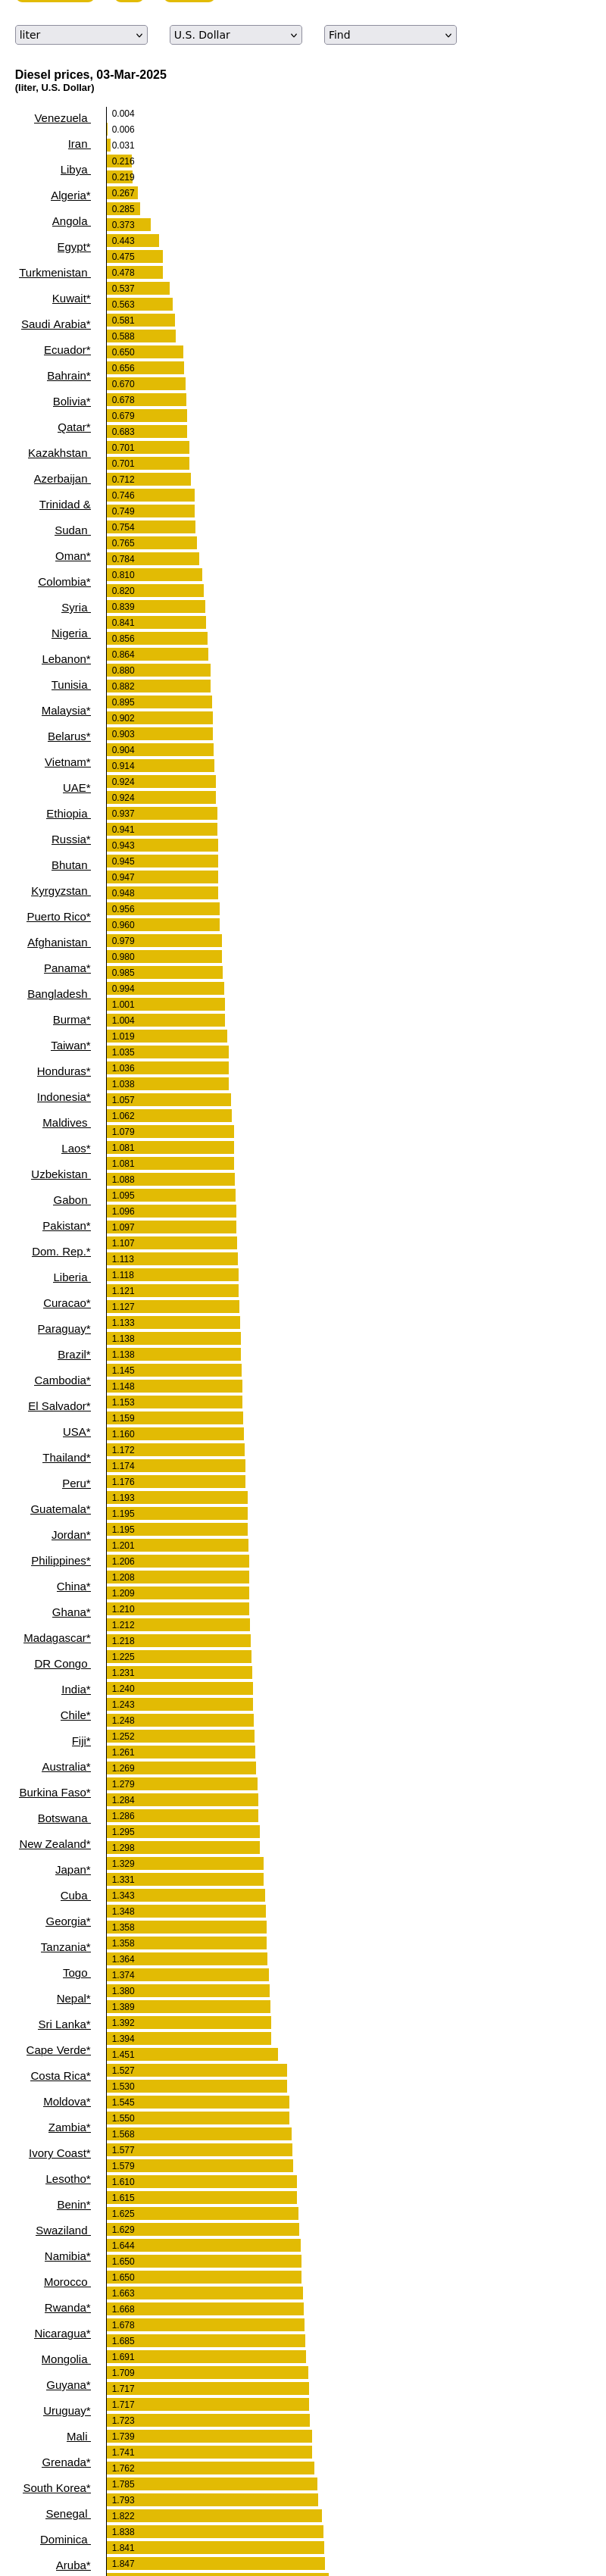 liter
U.S. Dollar
Find
Diesel prices, 03-Mar-2025
(liter, U.S. Dollar)
Venezuela
Iran
Libya
Algeria*
Angola
Egypt*
Turkmenistan
Kuwait*
Saudi Arabia*
Ecuador*
Bahrain*
Bolivia*
Qatar*
Kazakhstan
Azerbaijan
Trinidad &
Sudan
Oman*
Colombia*
Syria
Nigeria
Lebanon*
Tunisia
Malaysia*
Belarus*
Vietnam*
UAE*
Ethiopia
Russia*
Bhutan
Kyrgyzstan
Puerto Rico*
Afghanistan
Panama*
Bangladesh
Burma*
Taiwan*
Honduras*
Indonesia*
Maldives
Laos*
Uzbekistan
Gabon
Pakistan*
Dom. Rep.*
Liberia
Curacao*
Paraguay*
Brazil*
Cambodia*
El Salvador*
USA*
Thailand*
Peru*
Guatemala*
Jordan*
Philippines*
China*
Ghana*
Madagascar*
DR Congo
India*
Chile*
Fiji*
Australia*
Burkina Faso*
Botswana
New Zealand*
Japan*
Cuba
Georgia*
Tanzania*
Togo
Nepal*
Sri Lanka*
Cape Verde*
Costa Rica*
Moldova*
Zambia*
Ivory Coast*
Lesotho*
Benin*
Swaziland
Namibia*
Morocco
Rwanda*
Nicaragua*
Mongolia
Guyana*
Uruguay*
Mali
Grenada*
South Korea*
Senegal
Dominica
Aruba*
0.004
0.006
0.031
0.216
0.219
0.267
0.285
0.373
0.443
0.475
0.478
0.537
0.563
0.581
0.588
0.650
0.656
0.670
0.678
0.679
0.683
0.701
0.701
0.712
0.746
0.749
0.754
0.765
0.784
0.810
0.820
0.839
0.841
0.856
0.864
0.880
0.882
0.895
0.902
0.903
0.904
0.914
0.924
0.924
0.937
0.941
0.943
0.945
0.947
0.948
0.956
0.960
0.979
0.980
0.985
0.994
1.001
1.004
1.019
1.035
1.036
1.038
1.057
1.062
1.079
1.081
1.081
1.088
1.095
1.096
1.097
1.107
1.113
1.118
1.121
1.127
1.133
1.138
1.138
1.145
1.148
1.153
1.159
1.160
1.172
1.174
1.176
1.193
1.195
1.195
1.201
1.206
1.208
1.209
1.210
1.212
1.218
1.225
1.231
1.240
1.243
1.248
1.252
1.261
1.269
1.279
1.284
1.286
1.295
1.298
1.329
1.331
1.343
1.348
1.358
1.358
1.364
1.374
1.380
1.389
1.392
1.394
1.451
1.527
1.530
1.545
1.550
1.568
1.577
1.579
1.610
1.615
1.625
1.629
1.644
1.650
1.650
1.663
1.668
1.678
1.685
1.691
1.709
1.717
1.717
1.723
1.739
1.741
1.762
1.785
1.793
1.822
1.838
1.841
1.847